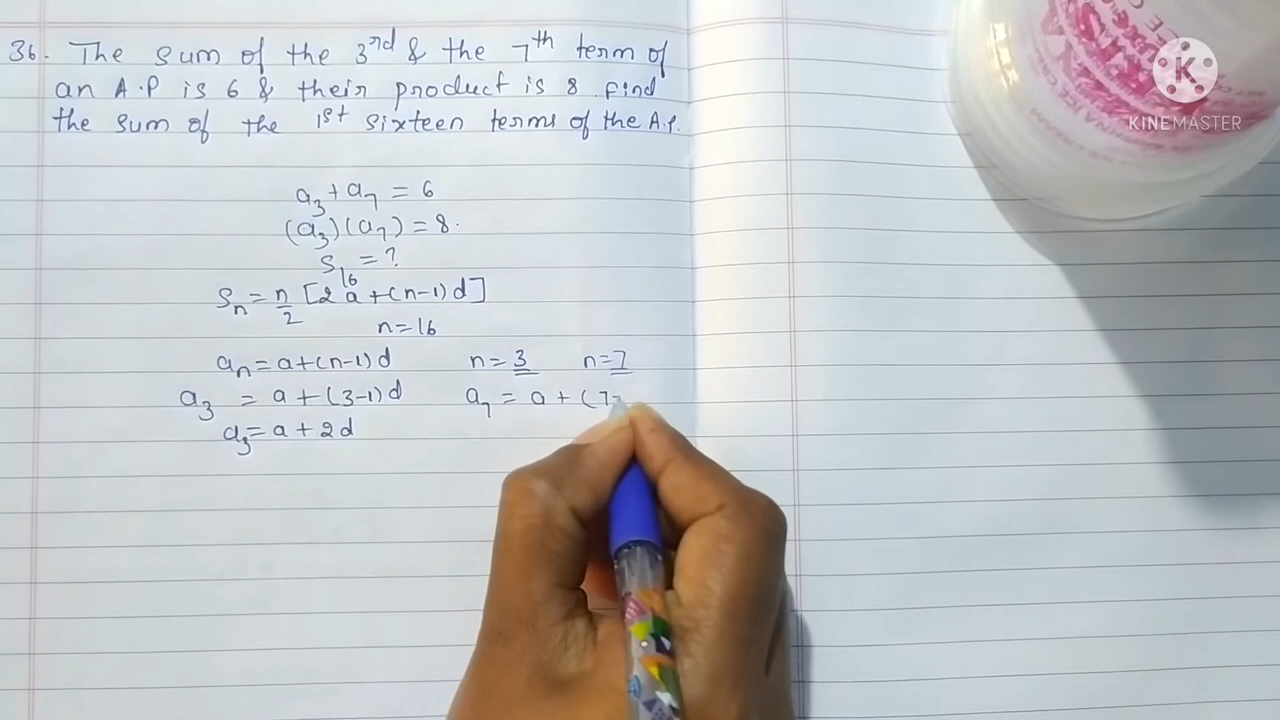 36. The sum of the 3rd & the 7th term of
an A.P is 6 & their product is 8 find
the sum of the 1st sixteen terms of the A.P.
a3 + a7 = 6
(a3)(a7) = 8.
S16 = ?
Sn = n/2 [2a + (n-1)d]
n = 16
an = a + (n-1)d n = 3 n = 7
a3 = a + (3-1)d a7 = a + (7-
a3 = a + 2d
K
KINEMASTER